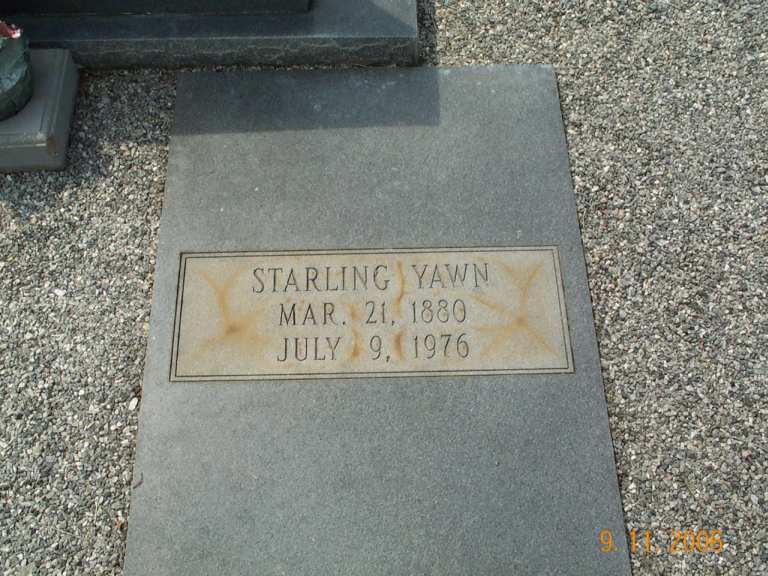 STARLING YAWN
MAR. 21, 1880
JULY 9, 1976
9. 11. 2006